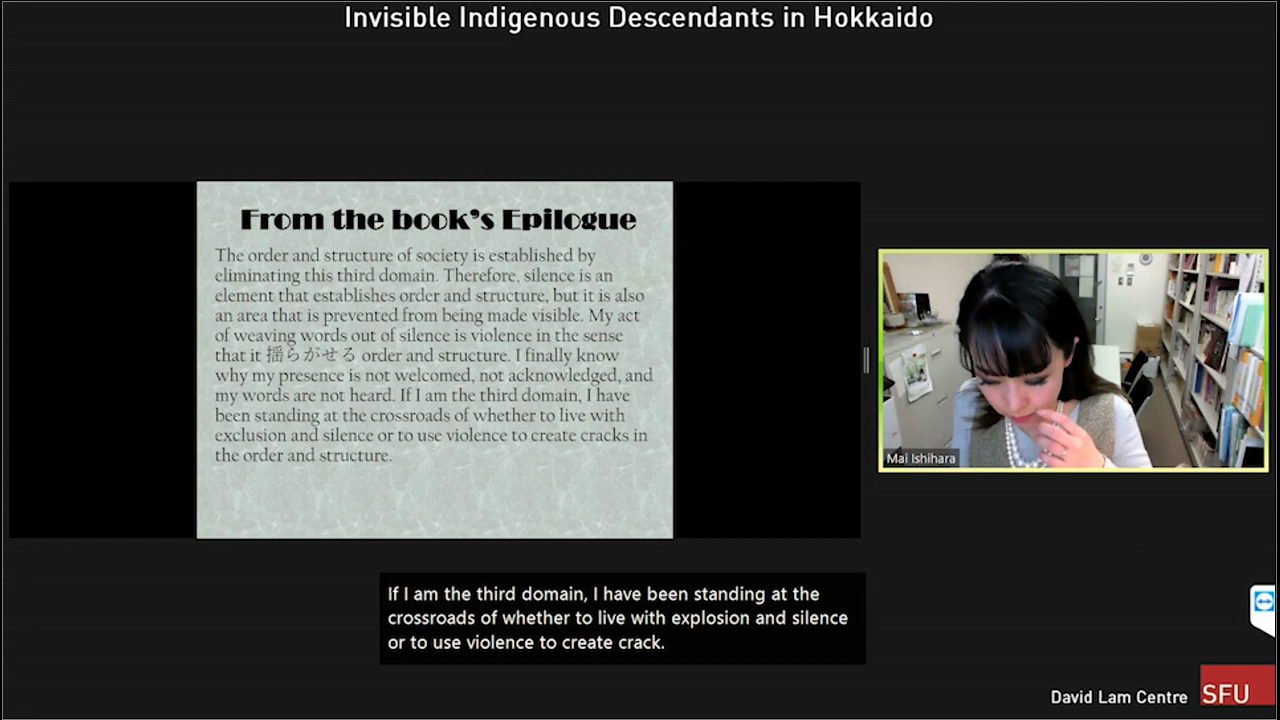 Invisible Indigenous Descendants in Hokkaido
From the book's Epilogue
The order and structure of society is established by
eliminating this third domain. Therefore, silence is an
element that establishes order and structure, but it is also
an area that is prevented from being made visible. My act
of weaving words out of silence is violence in the sense
that it 揺らがせる order and structure. I finally know
why my presence is not welcomed, not acknowledged, and
my words are not heard. If I am the third domain, I have
been standing at the crossroads of whether to live with
exclusion and silence or to use violence to create cracks in
the order and structure.
Mai Ishihara
If I am the third domain, I have been standing at the
crossroads of whether to live with explosion and silence
or to use violence to create crack.
David Lam Centre
SFU